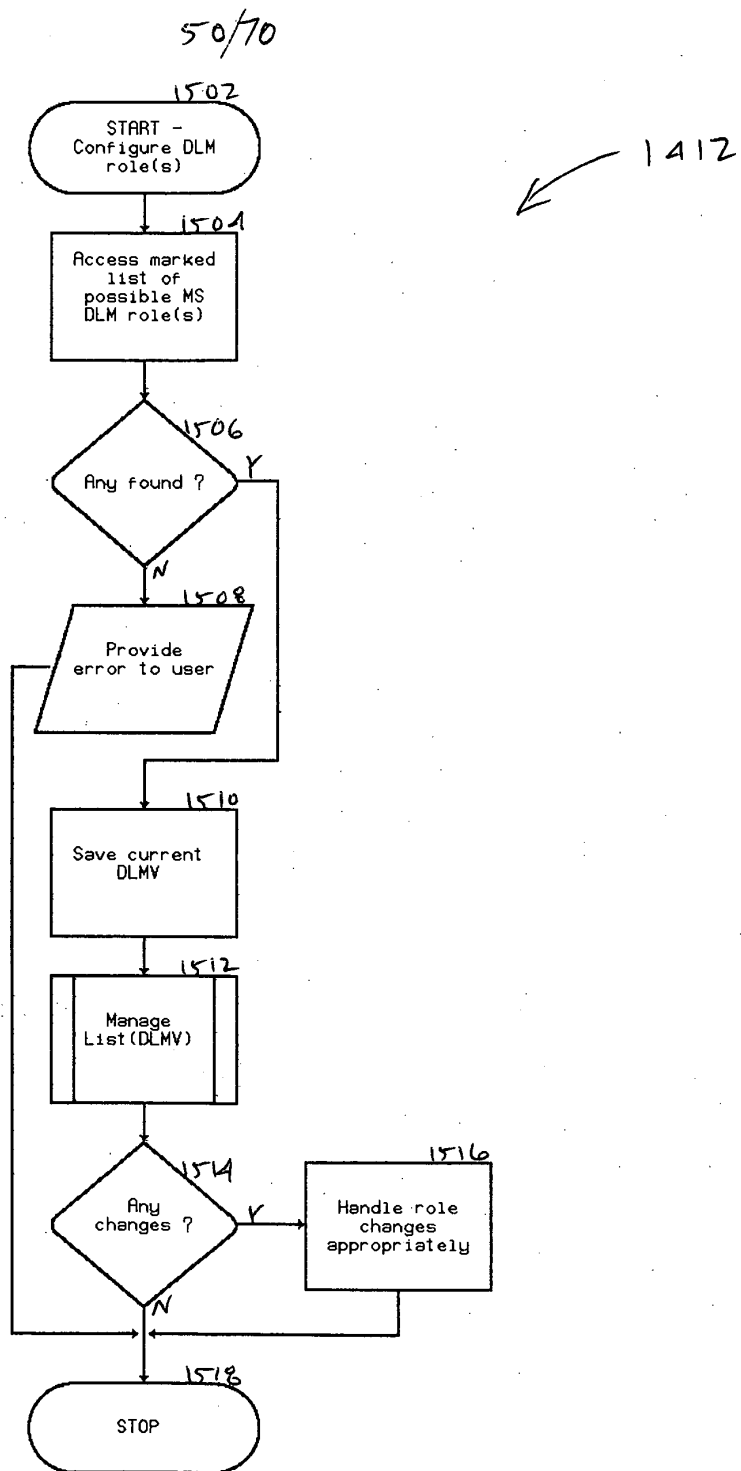 50/70
1502
START -
Configure DLM
role(s)
1412
1504
Access marked
list of
possible MS
DLM role(s)
1506
Any found ?
Y
N
1508
Provide
error to user
1510
Save current
DLMV
1512
Manage
List(DLMV)
1514
Any
changes ?
Y
N
1516
Handle role
changes
appropriately
1518
STOP